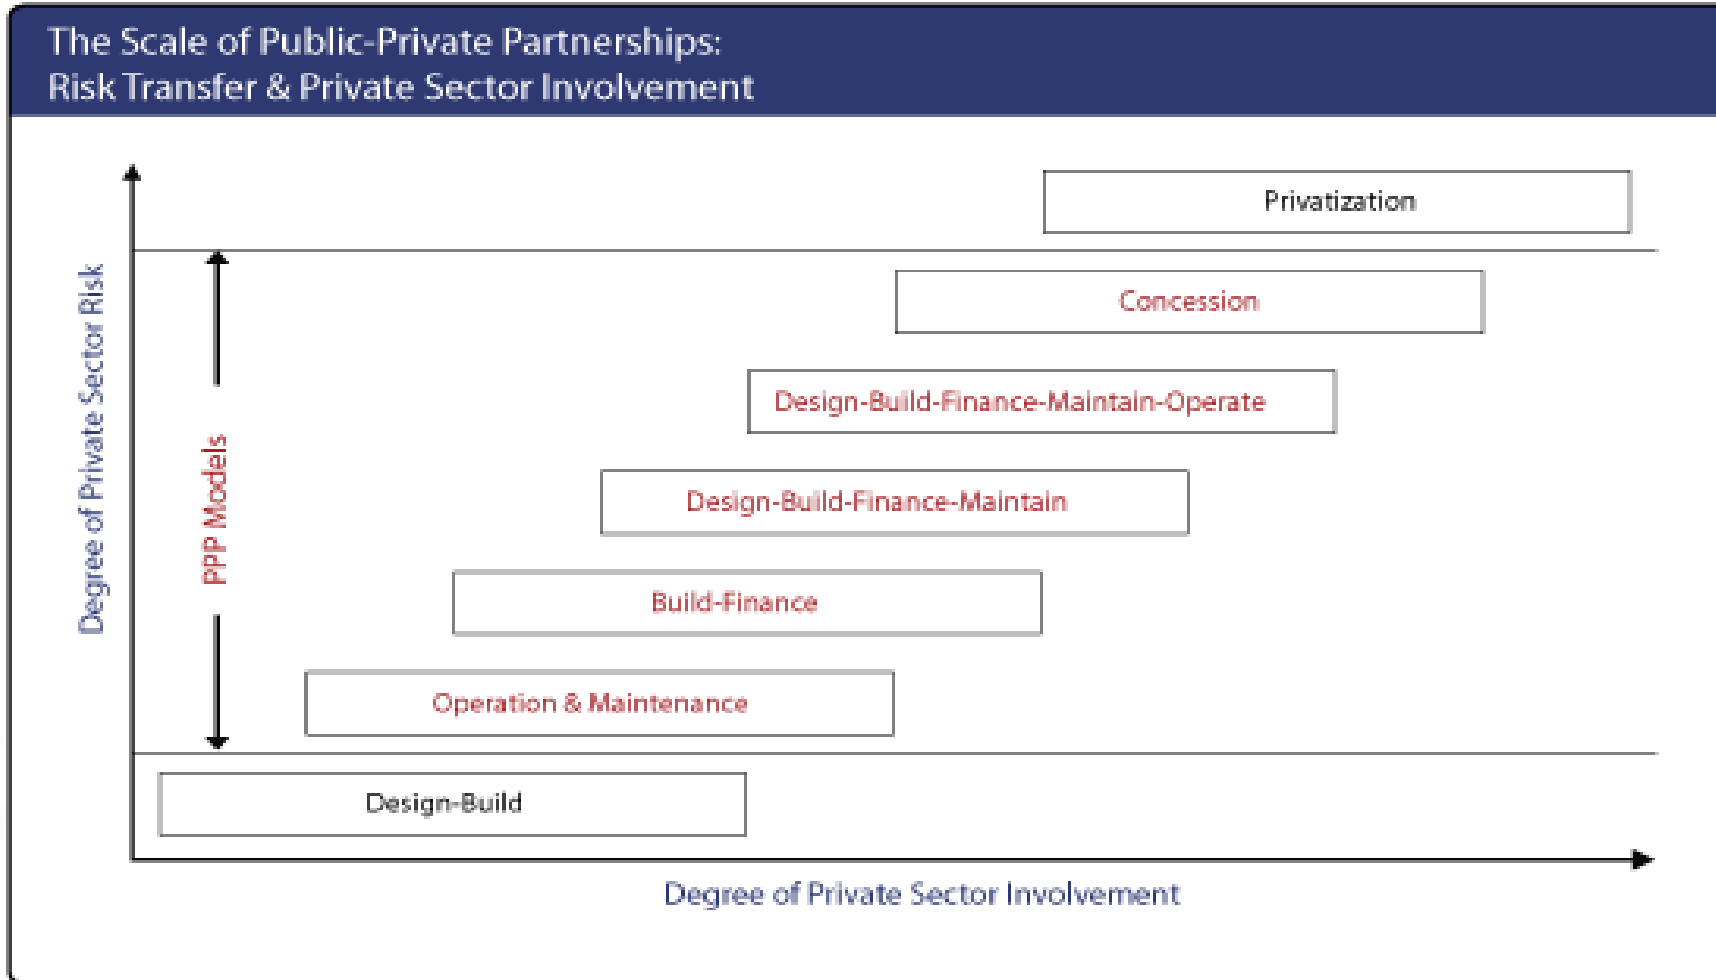 The Scale of Public-Private Partnerships:
Risk Transfer & Private Sector Involvement
Privatization
Concession
Design-Build-Finance-Maintain-Operate
Design-Build-Finance-Maintain
Build-Finance
Operation & Maintenance
Design-Build
PPP Models
Degree of Private Sector Risk
Degree of Private Sector Involvement